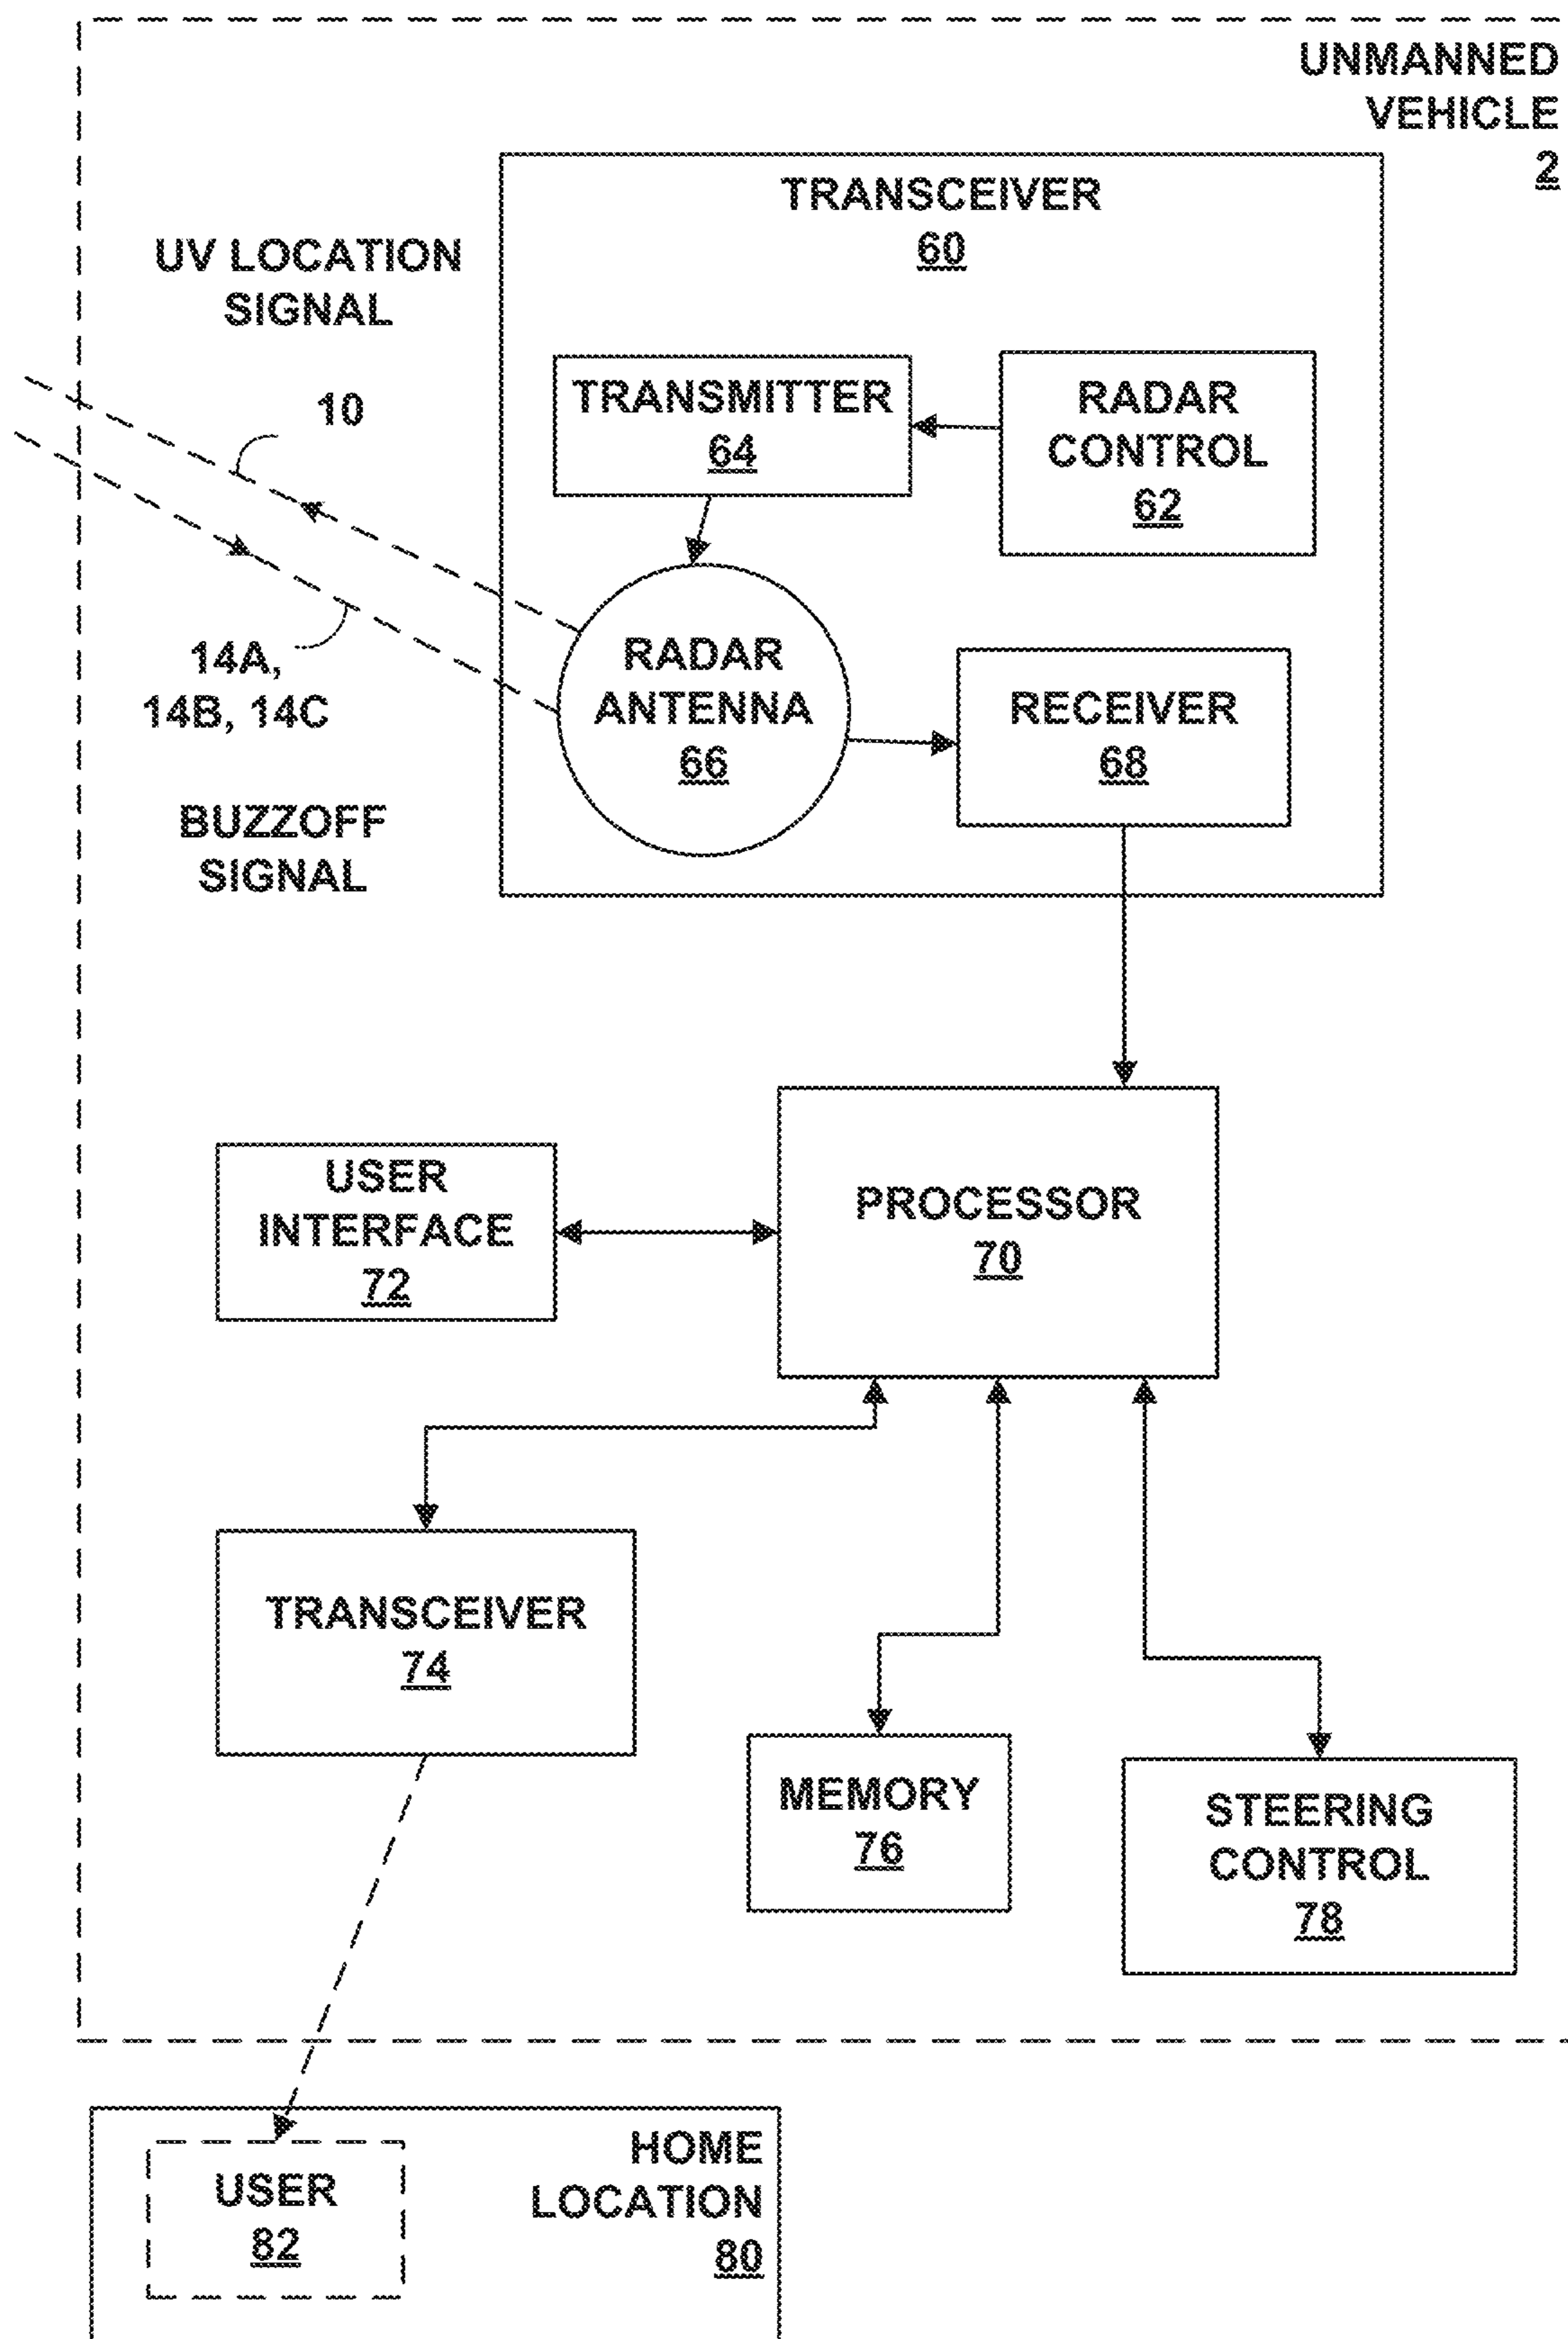 UNMANNED
VEHICLE
2
TRANSCEIVER
60
UV LOCATION
SIGNAL
10
TRANSMITTER
64
RADAR
CONTROL
62
14A,
14B, 14C
RADAR
ANTENNA
66
RECEIVER
68
BUZZOFF
SIGNAL
PROCESSOR
70
USER
INTERFACE
72
TRANSCEIVER
74
MEMORY
76
STEERING
CONTROL
78
HOME
LOCATION
80
USER
82